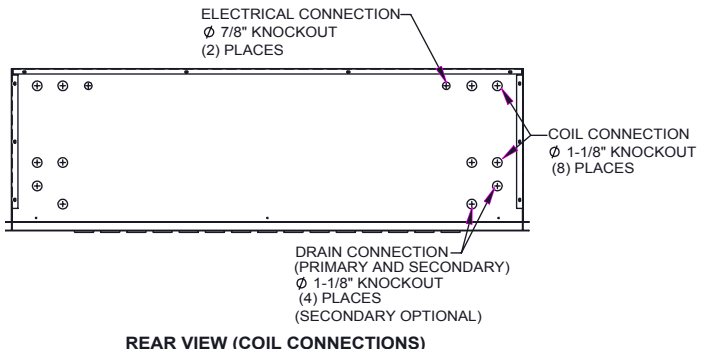 ELECTRICAL CONNECTION
Ø 7/8" KNOCKOUT
(2) PLACES
COIL CONNECTION
Ø 1-1/8" KNOCKOUT
(8) PLACES
DRAIN CONNECTION
(PRIMARY AND SECONDARY)
Ø 1-1/8" KNOCKOUT
(4) PLACES
(SECONDARY OPTIONAL)
REAR VIEW (COIL CONNECTIONS)